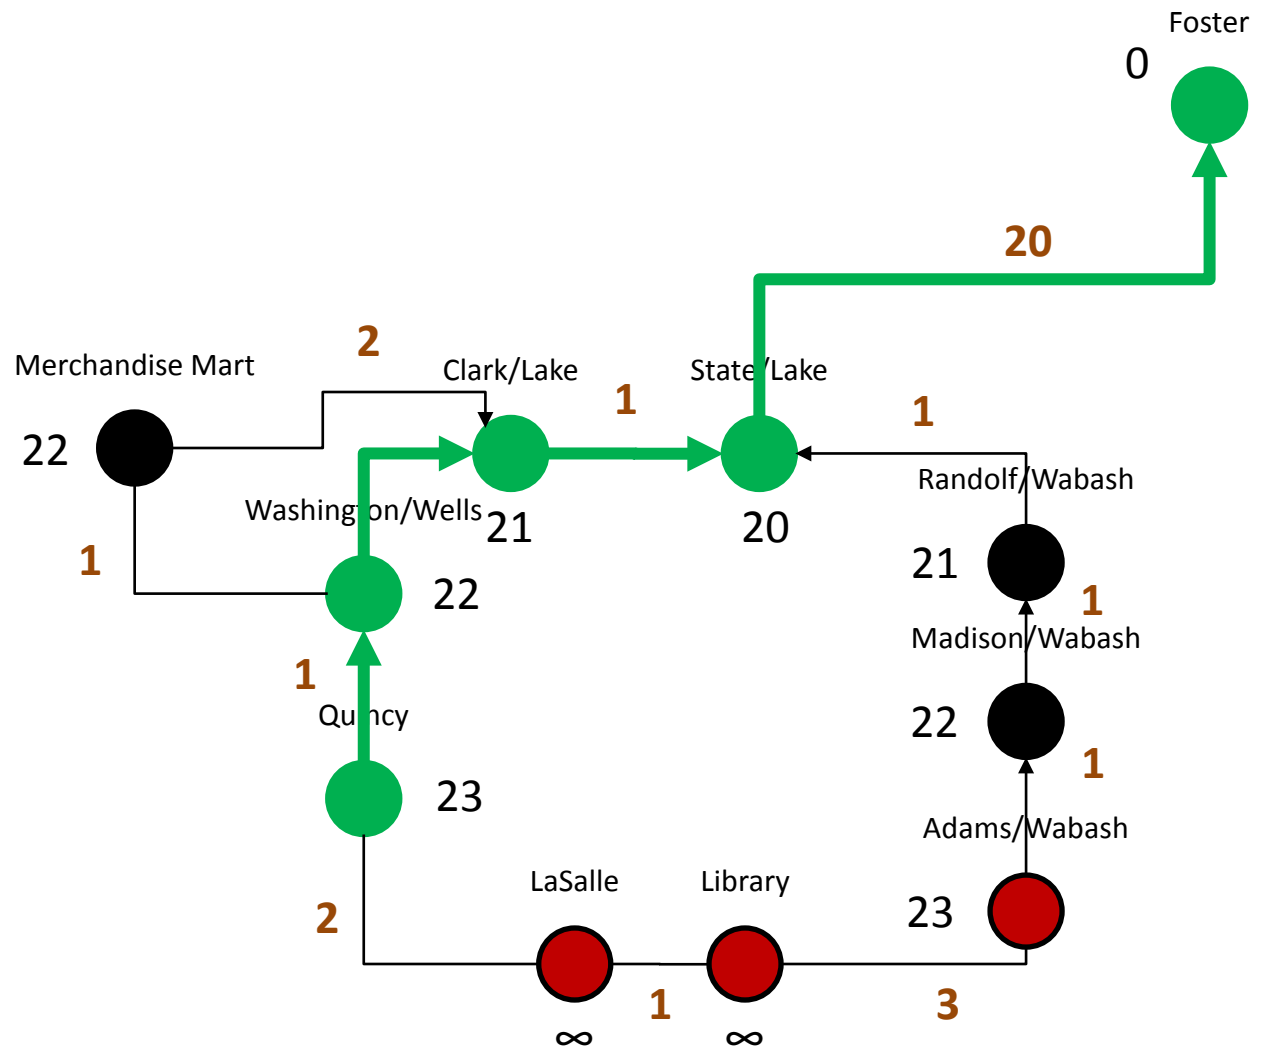 Foster
0
20
2
Merchandise Mart
Clark/Lake
State/Lake
1
1
22
Randolf/Wabash
Washington/Wells
21
20
1
21
22
1
Madison/Wabash
1
Quincy
22
1
23
Adams/Wabash
LaSalle
Library
2
23
1
3
∞
∞